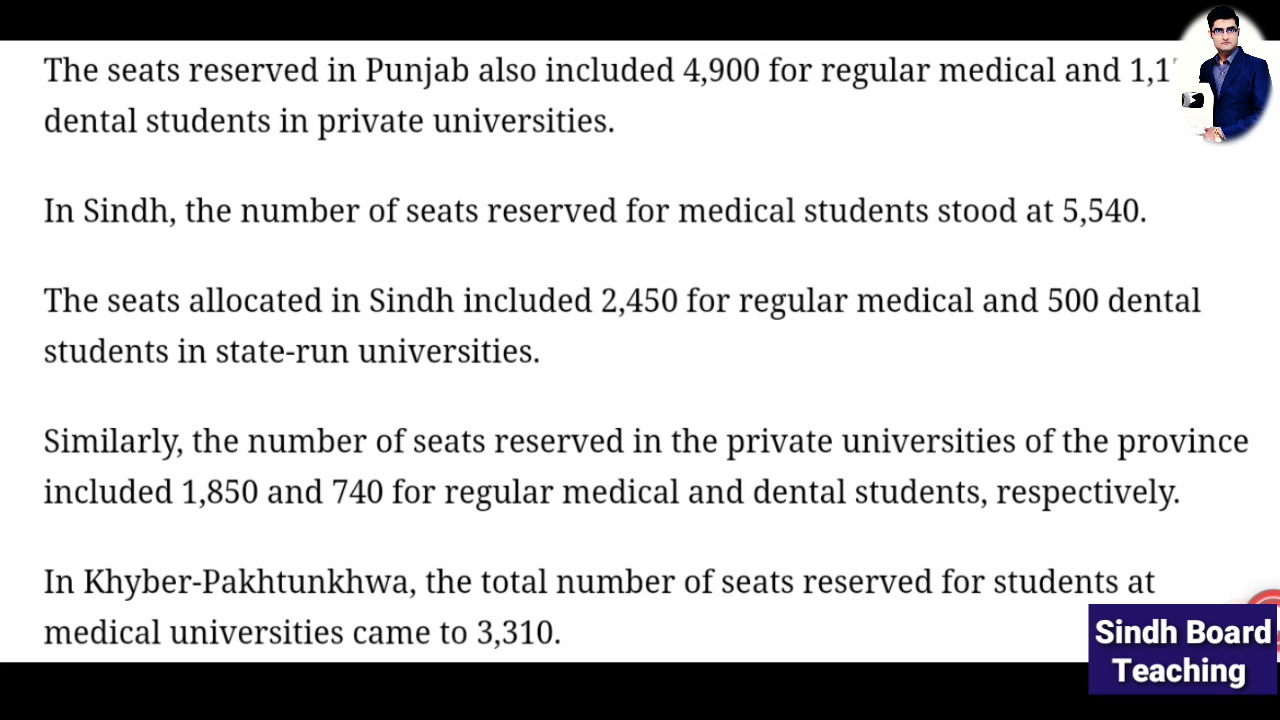 The seats reserved in Punjab also included 4,900 for regular medical and
dental students in private universities.
In Sindh, the number of seats reserved for medical students stood at 5,540.
The seats allocated in Sindh included 2,450 for regular medical and 500 dental
students in state-run universities.
Similarly, the number of seats reserved in the private universities of the province
included 1,850 and 740 for regular medical and dental students, respectively.
In Khyber-Pakhtunkhwa, the total number of seats reserved for students at
medical universities came to 3,310.
Sindh Board
Teaching